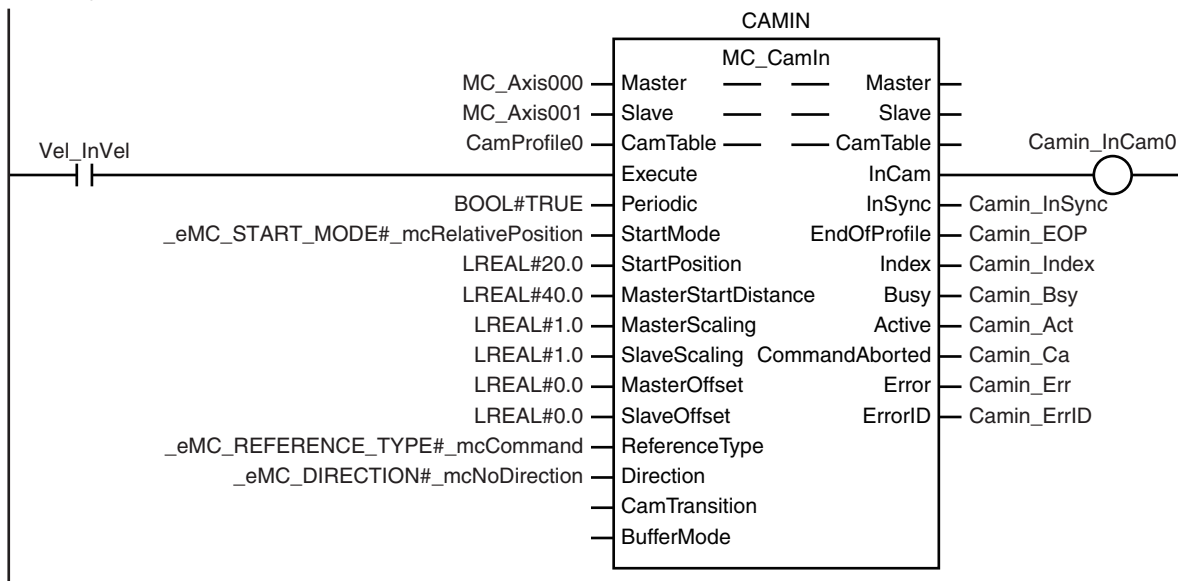 CAMIN
MC_CamIn
MC_Axis000 Master Master
MC_Axis001 Slave Slave
CamProfile0 CamTable CamTable Camin_InCam0
Vel_InVel Execute InCam
BOOL#TRUE Periodic InSync Camin_InSync
_eMC_START_MODE#_mcRelativePosition StartMode EndOfProfile Camin_EOP
LREAL#20.0 StartPosition Index Camin_Index
LREAL#40.0 MasterStartDistance Busy Camin_Bsy
LREAL#1.0 MasterScaling Active Camin_Act
LREAL#1.0 SlaveScaling CommandAborted Camin_Ca
LREAL#0.0 MasterOffset Error Camin_Err
LREAL#0.0 SlaveOffset ErrorID Camin_ErrID
_eMC_REFERENCE_TYPE#_mcCommand ReferenceType
_eMC_DIRECTION#_mcNoDirection Direction
CamTransition
BufferMode